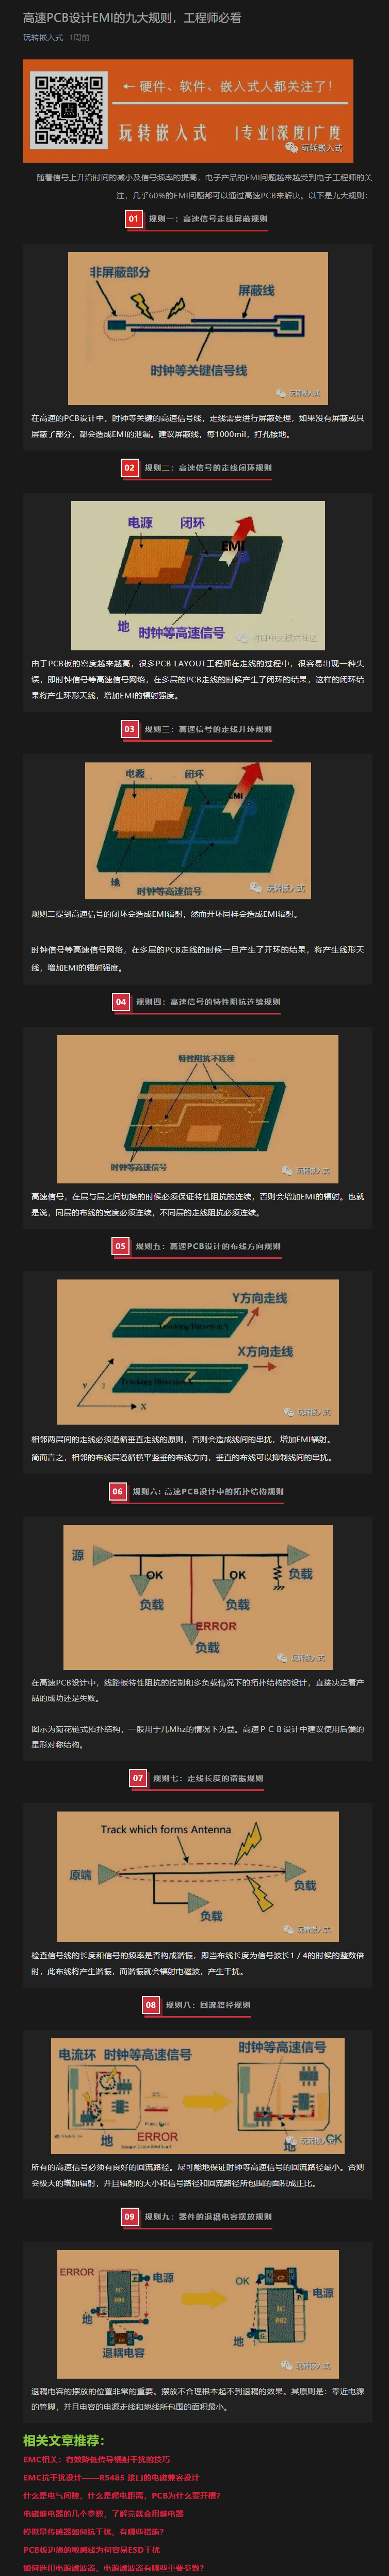 高速PCB设计EMI的九大规则，工程师必看
玩转嵌入式 1周前
← 硬件、软件、嵌入式人都关注了!
玩转嵌入式 |专业|深度|广度
玩转嵌入式
随着信号上升沿时间的减小及信号频率的提高，电子产品的EMI问题越来越受到电子工程师的关
注，几乎60%的EMI问题都可以通过高速PCB来解决。以下是九大规则：
01 规则一：高速信号走线屏蔽规则
非屏蔽部分
屏蔽线
时钟等关键信号线
玩转嵌入式
在高速的PCB设计中，时钟等关键的高速信号线，走线需要进行屏蔽处理，如果没有屏蔽或只
屏蔽了部分，都会造成EMI的泄漏。建议屏蔽线，每1000mil，打孔接地。
02 规则二：高速信号的走线闭环规则
电源 闭环
EMI
地 时钟等高速信号
由于PCB板的密度越来越高，很多PCB LAYOUT工程师在走线的过程中，很容易出现一种失
误，即时钟信号等高速信号网络，在多层的PCB走线的时候产生了闭环的结果，这样的闭环结
果将产生环形天线，增加EMI的辐射强度。
03 规则三：高速信号的走线开环规则
电源 闭环
EMI
地
时钟等高速信号
玩转嵌入式
规则二提到高速信号的闭环会造成EMI辐射，然而开环同样会造成EMI辐射。
时钟信号等高速信号网络，在多层的PCB走线的时候一旦产生了开环的结果，将产生线形天
线，增加EMI的辐射强度。
04 规则四：高速信号的特性阻抗连续规则
特性阻抗不连续
时钟等高速信号
玩转嵌入式
高速信号，在层与层之间切换的时候必须保证特性阻抗的连续，否则会增加EMI的辐射。也就
是说，同层的布线的宽度必须连续，不同层的走线阻抗必须连续。
05 规则五：高速PCB设计的布线方向规则
Y方向走线
X方向走线
Y
Z
X
玩转嵌入式
相邻两层间的走线必须遵循垂直走线的原则，否则会造成线间的串扰，增加EMI辐射。
简而言之，相邻的布线层遵循横平竖垂的布线方向，垂直的布线可以抑制线间的串扰。
06 规则六: 高速PCB设计中的拓扑结构规则
源
OK
OK
负载
负载
负载
ERROR
负载
玩转嵌入式
在高速PCB设计中，线路板特性阻抗的控制和多负载情况下的拓扑结构的设计，直接决定着产
品的成功还是失败。
图示为菊花链式拓扑结构，一般用于几Mhz的情况下为益。高速ＰＣＢ设计中建议使用后端的
星形对称结构。
07 规则七：走线长度的谐振规则
Track which forms Antenna
原端
负载
负载
玩转嵌入式
检查信号线的长度和信号的频率是否构成谐振，即当布线长度为信号波长1／4的时候的整数倍
时，此布线将产生谐振，而谐振就会辐射电磁波，产生干扰。
08 规则八：回流路径规则
电流环 时钟等高速信号
时钟等高速信号
地
ERROR
地
OK
玩转嵌入式
所有的高速信号必须有良好的回流路径。尽可能地保证时钟等高速信号的回流路径最小。否则
会极大的增加辐射，并且辐射的大小和信号路径和回流路径所包围的面积成正比。
09 规则九：器件的退耦电容摆放规则
ERROR
电源
地
退耦电容
OK
电源
地
玩转嵌入式
退耦电容的摆放的位置非常的重要。摆放不合理根本起不到退耦的效果。其原则是：靠近电源
的管脚，并且电容的电源走线和地线所包围的面积最小。
相关文章推荐：
EMC相关：有效降低传导辐射干扰的技巧
EMC抗干扰设计——RS485 接口的电磁兼容设计
什么是电气间隙，什么是爬电距离，PCB为什么要开槽?
电磁继电器的几个参数，了解完就会用继电器
模拟量传感器如何抗干扰，有哪些措施?
PCB板边缘的敏感线为何容易ESD干扰
如何选用电源滤波器，电源滤波器有哪些重要参数?